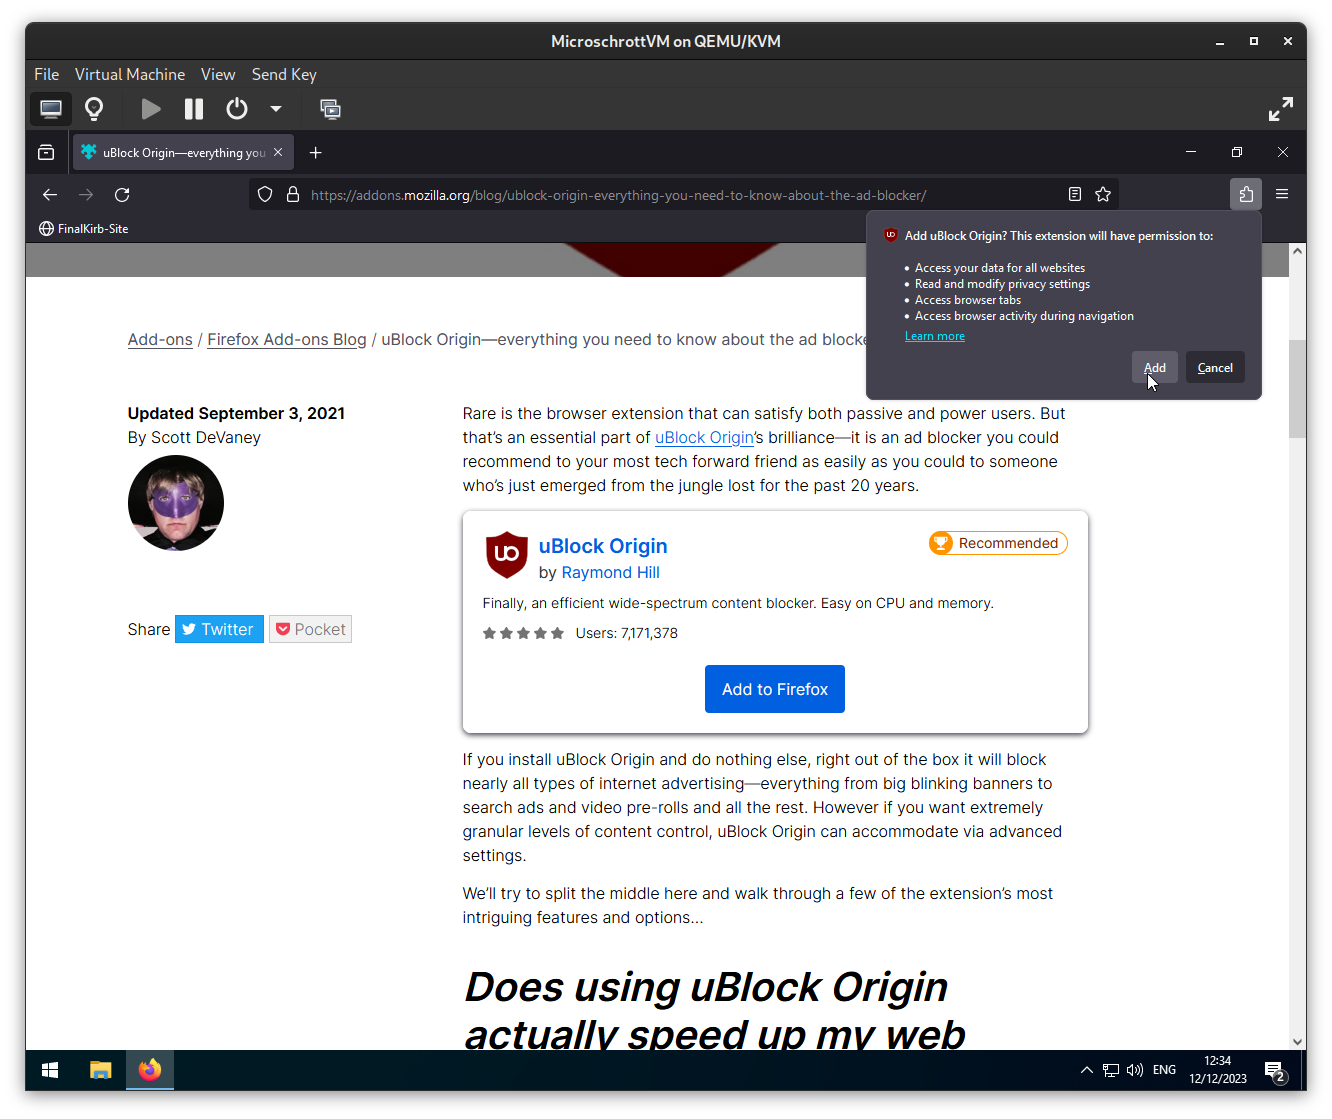 MicroschrottVM on QEMU/KVM
File Virtual Machine View Send Key
uBlock Origin—everything you
https://addons.mozilla.org/blog/ublock-origin-everything-you-need-to-know-about-the-ad-blocker/
FinalKirb-Site
Add uBlock Origin? This extension will have permission to:
• Access your data for all websites
• Read and modify privacy settings
• Access browser tabs
• Access browser activity during navigation
Learn more
Add Cancel
Add-ons / Firefox Add-ons Blog / uBlock Origin—everything you need to know about the ad blocke
Updated September 3, 2021
By Scott DeVaney
Share Twitter Pocket
Rare is the browser extension that can satisfy both passive and power users. But
that’s an essential part of uBlock Origin’s brilliance—it is an ad blocker you could
recommend to your most tech forward friend as easily as you could to someone
who’s just emerged from the jungle lost for the past 20 years.
uBlock Origin
Recommended
by Raymond Hill
Finally, an efficient wide-spectrum content blocker. Easy on CPU and memory.
Users: 7,171,378
Add to Firefox
If you install uBlock Origin and do nothing else, right out of the box it will block
nearly all types of internet advertising—everything from big blinking banners to
search ads and video pre-rolls and all the rest. However if you want extremely
granular levels of content control, uBlock Origin can accommodate via advanced
settings.
We’ll try to split the middle here and walk through a few of the extension’s most
intriguing features and options…
Does using uBlock Origin
actually speed up my web
ENG
12:34
12/12/2023
2